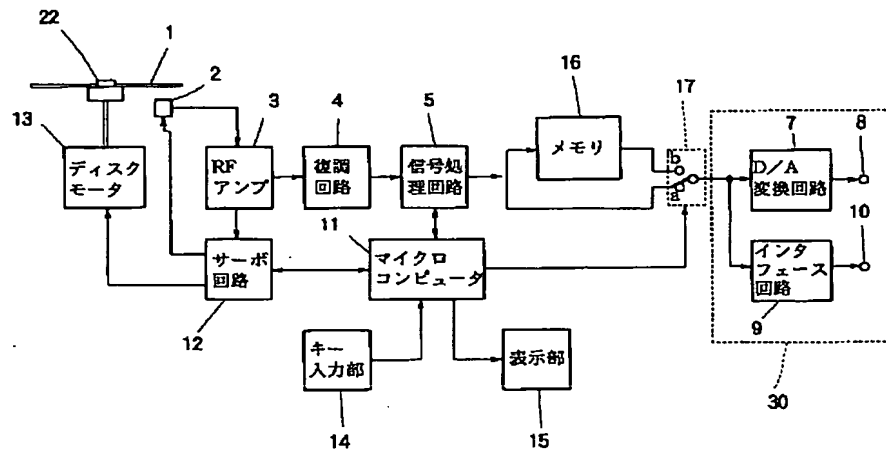 22
1
2
13
ディスク
モータ
3
RF
アンプ
4
復調
回路
5
信号処
理回路
16
メモリ
17
b
a
7
D/A
変換回路
8
10
インタ
フェース
回路
9
11
マイクロ
コンピュータ
サーボ
回路
12
キー
入力部
14
表示部
15
30